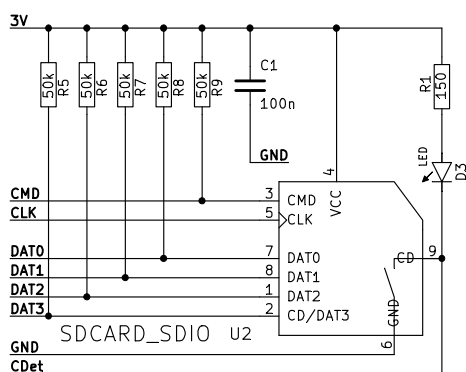 3V
50k R5
50k R6
50k R7
50k R8
50k R9
C1
100n
GND
R1
150
LED
D3
4
VCC
CMD
3
CMD
CLK
5
CLK
DAT0
7
DAT0
CD
9
DAT1
8
DAT1
DAT2
1
DAT2
DAT3
2
CD/DAT3
GND
6
SDCARD_SDIO U2
GND
CDet